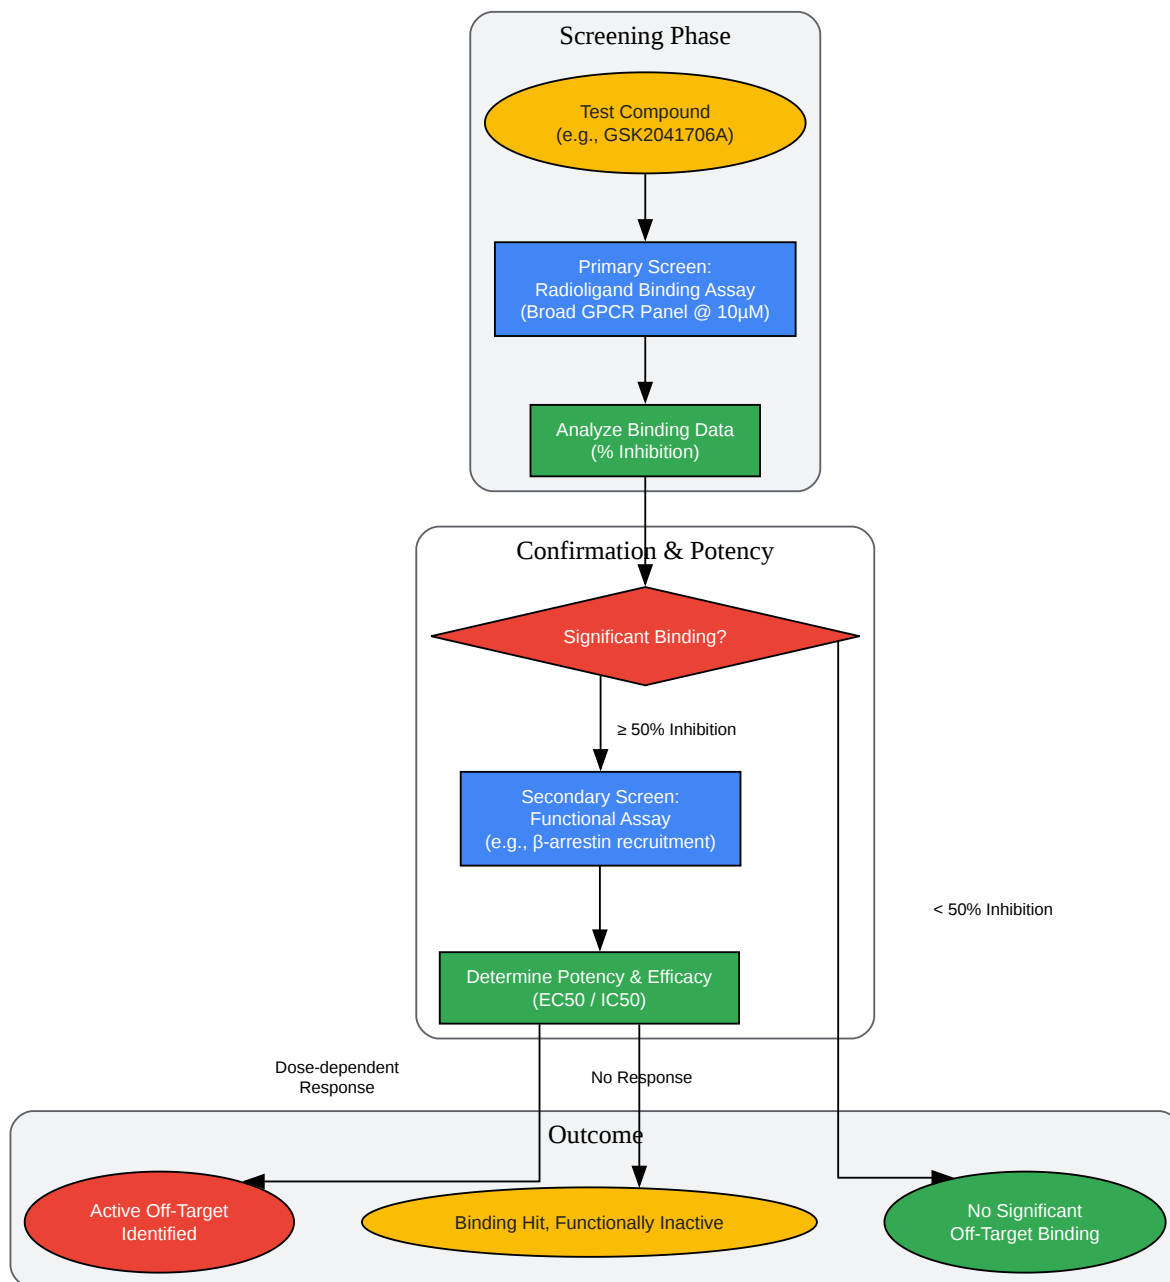 Screening Phase
Test Compound
(e.g., GSK2041706A)
Primary Screen:
Radioligand Binding Assay
(Broad GPCR Panel @ 10µM)
Analyze Binding Data
(% Inhibition)
Confirmation & Potency
Significant Binding?
≥ 50% Inhibition
Secondary Screen:
Functional Assay
(e.g., β-arrestin recruitment)
< 50% Inhibition
Determine Potency & Efficacy
(EC50 / IC50)
Dose-dependent
Response
No Response
Outcome
Active Off-Target
Identified
Binding Hit, Functionally Inactive
No Significant
Off-Target Binding